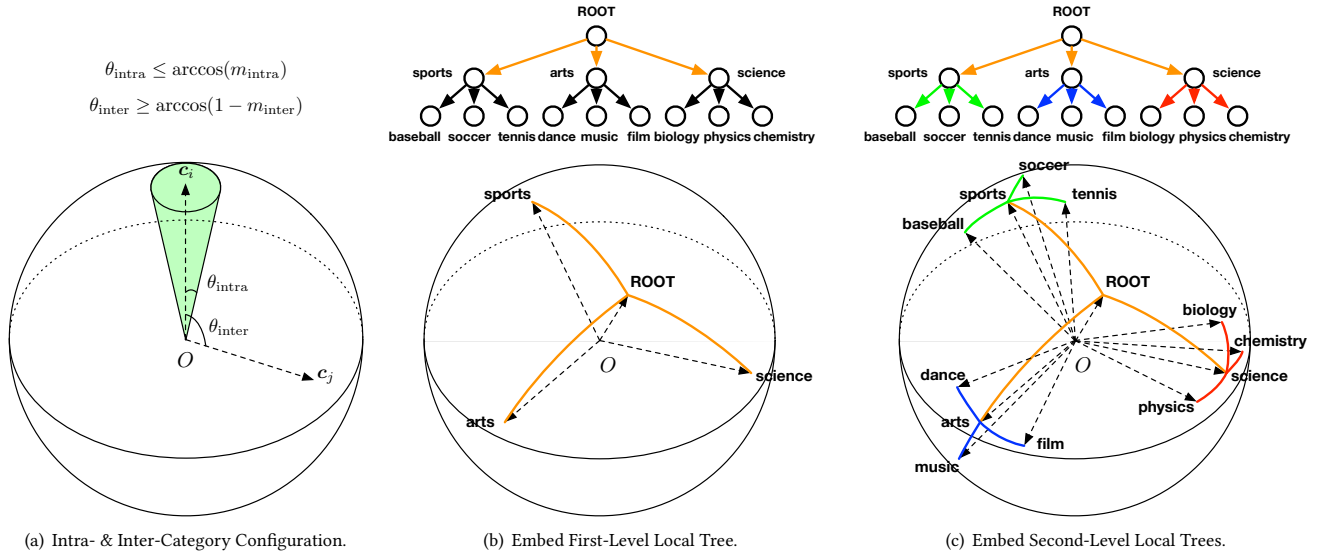 θintra ≤ arccos(mintra)
θinter ≥ arccos(1 − minter)
ci
θintra
θinter
O
cj
(a) Intra- & Inter-Category Configuration.
ROOT
sports arts science
baseball soccer tennis dance music film biology physics chemistry
sports
ROOT
O
science
arts
(b) Embed First-Level Local Tree.
ROOT
sports arts science
baseball soccer tennis dance music film biology physics chemistry
soccer
sports tennis
baseball
ROOT
biology
chemistry
O
dance science
physics
arts
film
music
(c) Embed Second-Level Local Trees.